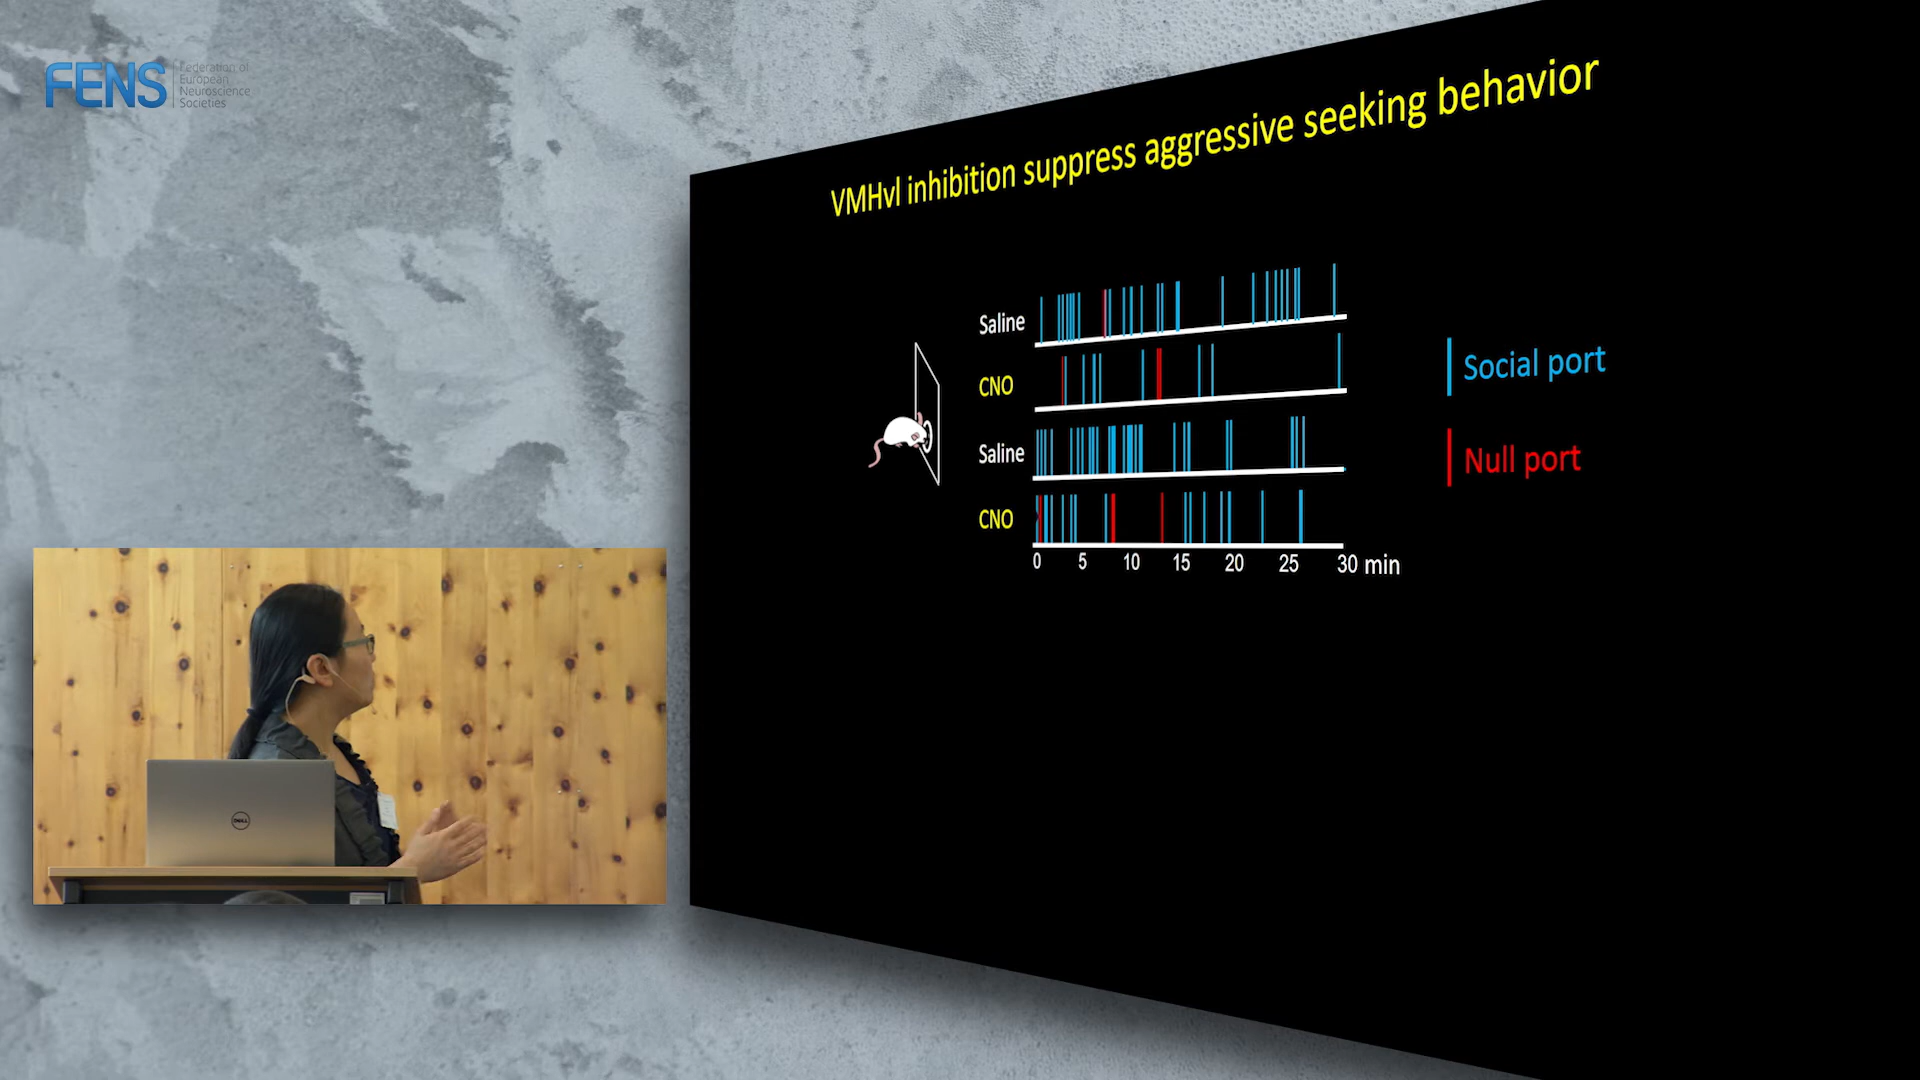 FENS
Federation of
European
Neuroscience
Societies
VMHvl inhibition suppress aggressive seeking behavior
Saline
CNO
Saline
CNO
0 5 10 15 20 25 30 min
Social port
Null port
DELL